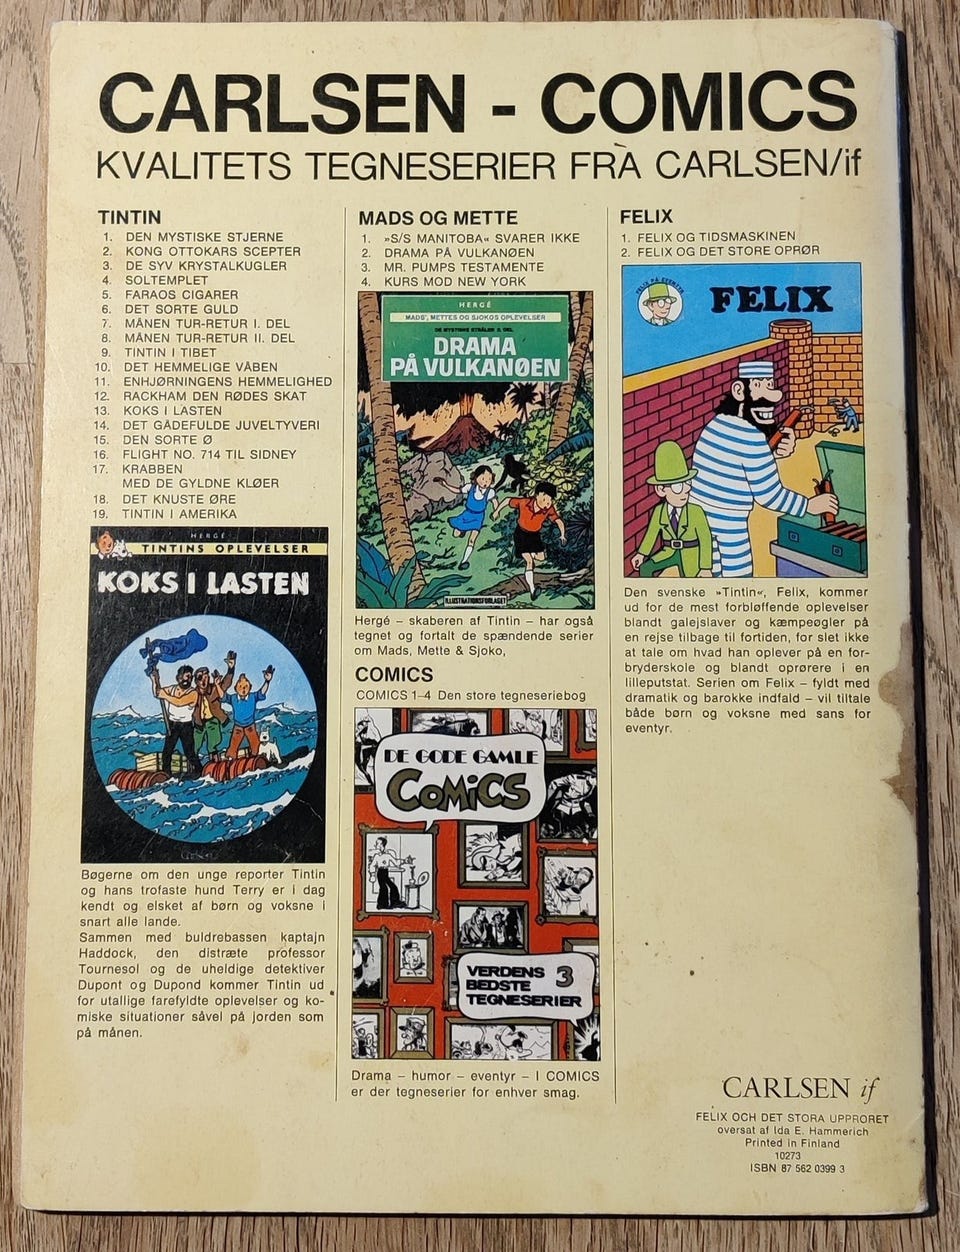 CARLSEN - COMICS
KVALITETS TEGNESERIER FRA CARLSEN/if
TINTIN
1. DEN MYSTISKE STJERNE
2. KONG OTTOKARS SCEPTER
3. DE SYV KRYSTALKUGLER
4. SOLTEMPLET
5. FARAOS CIGARER
6. DET SORTE GULD
7. MÅNEN TUR-RETUR I. DEL
8. MÅNEN TUR-RETUR II. DEL
9. TINTIN I TIBET
10. DET HEMMELIGE VÅBEN
11. ENHJØRNINGENS HEMMELIGHED
12. RACKHAM DEN RØDES SKAT
13. KOKS I LASTEN
14. DET GÅDEFULDE JUVELTYVERI
15. DEN SORTE Ø
16. FLIGHT NO. 714 TIL SIDNEY
17. KRABBEN
MED DE GYLDNE KLØER
18. DET KNUSTE ØRE
19. TINTIN I AMERIKA
HERGÉ
TINTINS OPLEVELSER
KOKS I LASTEN
Bøgerne om den unge reporter Tintin
og hans trofaste hund Terry er i dag
kendt og elsket af børn og voksne i
snart alle lande.
Sammen med buldrebassen kaptajn
Haddock, den distræte professor
Tournesol og de uheldige detektiver
Dupont og Dupond kommer Tintin ud
for utallige farefyldte oplevelser og ko-
miske situationer såvel på jorden som
på månen.
MADS OG METTE
1. »S/S MANITOBA« SVARER IKKE
2. DRAMA PÅ VULKANØEN
3. MR. PUMPS TESTAMENTE
4. KURS MOD NEW YORK
HERGÉ
MADS', METTES OG SJOKOS OPLEVELSER
DE MYSTISKE STRÅLER 2. DEL
DRAMA
PÅ VULKANØEN
ILLUSTRATIONSFORLAGET
Hergé – skaberen af Tintin – har også
tegnet og fortalt de spændende serier
om Mads, Mette & Sjoko,
COMICS
COMICS 1–4 Den store tegneseriebog
DE GODE GAMLE
COMICS
VERDENS 3
BEDSTE
TEGNESERIER
Drama – humor – eventyr – I COMICS
er der tegneserier for enhver smag.
FELIX
1. FELIX OG TIDSMASKINEN
2. FELIX OG DET STORE OPRØR
FELIX PÅ EVENTYR
FELIX
Den svenske »Tintin«, Felix, kommer
ud for de mest forbløffende oplevelser
blandt galejslaver og kæmpeøgler på
en rejse tilbage til fortiden, for slet ikke
at tale om hvad han oplever på en for-
bryderskole og blandt oprørere i en
lilleputstat. Serien om Felix – fyldt med
dramatik og barokke indfald – vil tiltale
både børn og voksne med sans for
eventyr.
CARLSEN if
FELIX OCH DET STORA UPPRORET
oversat af Ida E. Hammerich
Printed in Finland
10273
ISBN 87 562 0399 3